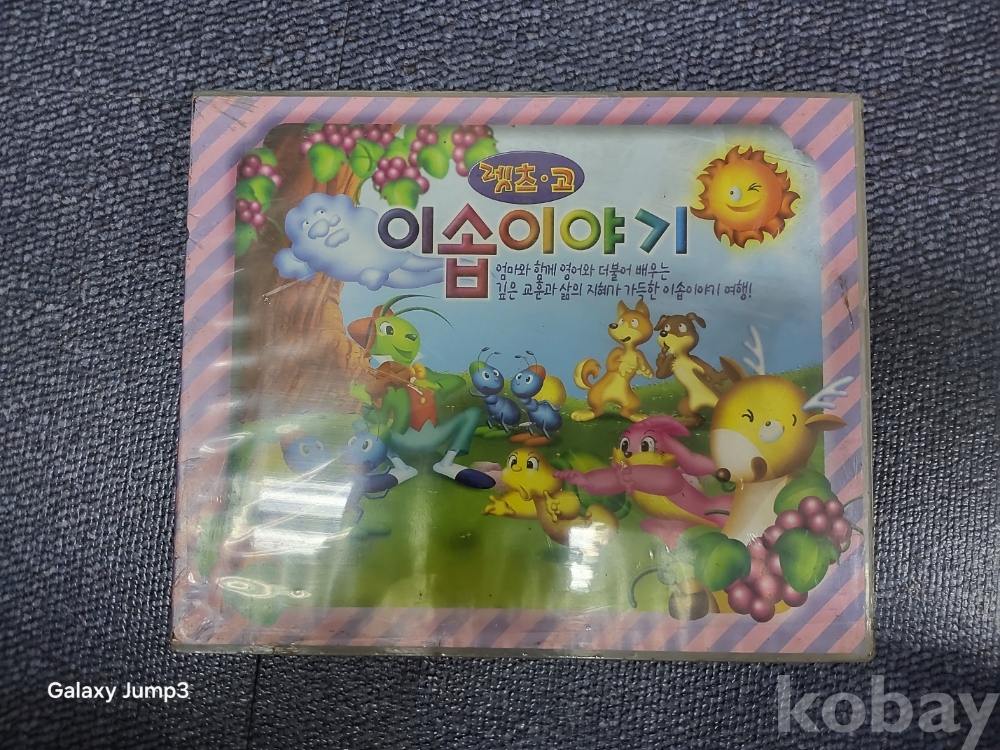 렛츠·고
이솝이야기
엄마와 함께 영어와 더불어 배우는
깊은 교훈과 삶의 지혜가 가득한 이솝이야기 여행!
Galaxy Jump3
kobay